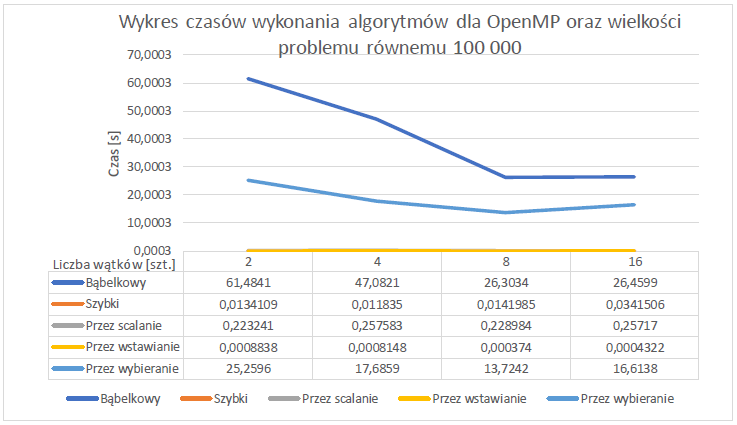 Wykres czasów wykonania algorytmów dla OpenMP oraz wielkości
problemu równemu 100 000
70,0003
60,0003
50,0003
40,0003
30,0003
20,0003
10,0003
0,0003
Czas [s]
Liczba wątków [szt.] 2 4 8 16
Bąbelkowy 61,4841 47,0821 26,3034 26,4599
Szybki 0,0134109 0,011835 0,0141985 0,0341506
Przez scalanie 0,223241 0,257583 0,228984 0,25717
Przez wstawianie 0,0008838 0,0008148 0,000374 0,0004322
Przez wybieranie 25,2596 17,6859 13,7242 16,6138
Bąbelkowy Szybki Przez scalanie Przez wstawianie Przez wybieranie